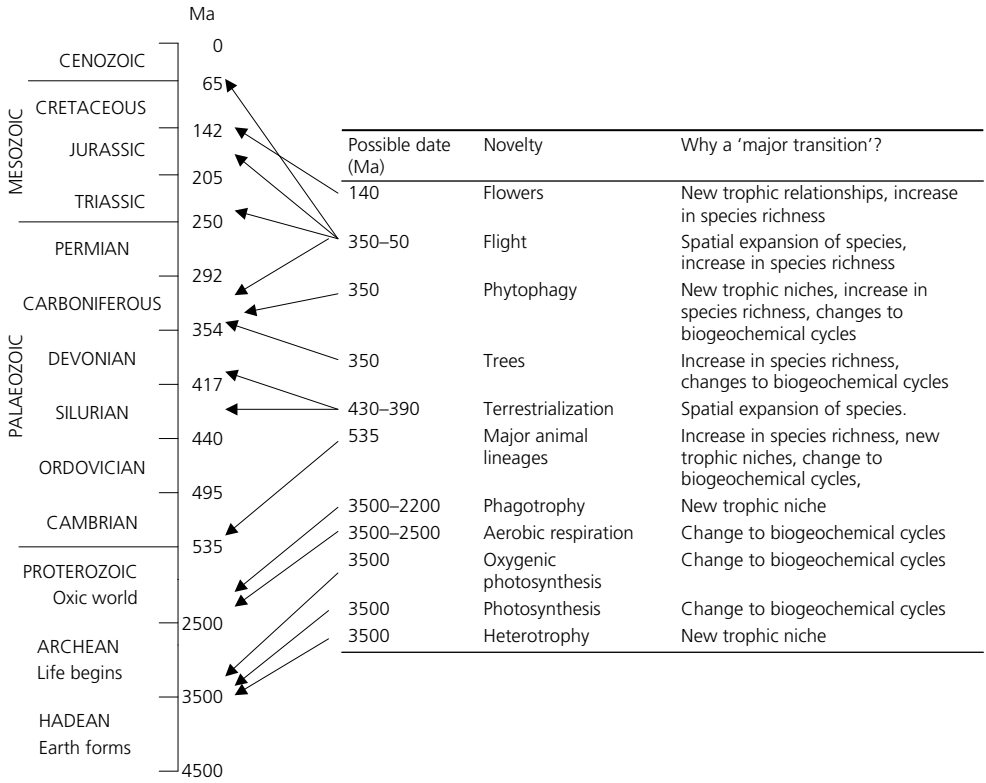 Ma
0
CENOZOIC
65
MESOZOIC
CRETACEOUS
142
JURASSIC
205
TRIASSIC
250
PALAEOZOIC
PERMIAN
292
CARBONIFEROUS
354
DEVONIAN
417
SILURIAN
440
ORDOVICIAN
495
CAMBRIAN
535
PROTEROZOIC
Oxic world
2500
ARCHEAN
Life begins
3500
HADEAN
Earth forms
4500
Possible date Novelty Why a ‘major transition’?
(Ma)
140 Flowers New trophic relationships, increase
in species richness
350–50 Flight Spatial expansion of species,
increase in species richness
350 Phytophagy New trophic niches, increase in
species richness, changes to
biogeochemical cycles
350 Trees Increase in species richness,
changes to biogeochemical cycles
430–390 Terrestrialization Spatial expansion of species.
535 Major animal Increase in species richness, new
lineages trophic niches, change to
biogeochemical cycles,
3500–2200 Phagotrophy New trophic niche
3500–2500 Aerobic respiration Change to biogeochemical cycles
3500 Oxygenic Change to biogeochemical cycles
photosynthesis
3500 Photosynthesis Change to biogeochemical cycles
3500 Heterotrophy New trophic niche